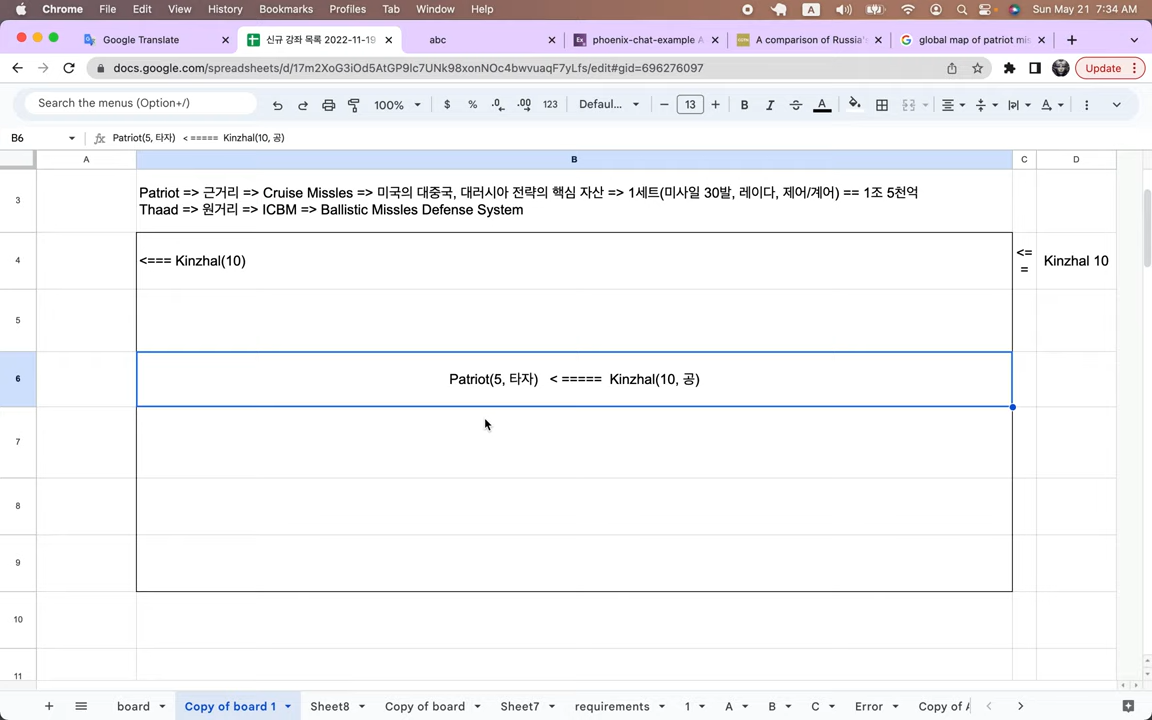 Chrome File Edit View History Bookmarks Profiles Tab Window Help A Sun May 21 7:34 AM
Google Translate
신규 강좌 목록 2022-11-19
abc
phoenix-chat-example
A comparison of Russia's
global map of patriot mis
docs.google.com/spreadsheets/d/17m2XoG3iOd5AtGP9lc7UNk98xonNOc4bwvuaqF7yLfs/edit#gid=696276097
Update
Search the menus (Option+/)
100% $ % .0 .00 123 Defaul... 13 B I A
B6 fx Patriot(5, 타자) < ===== Kinzhal(10, 공)
A B C D
3
Patriot => 근거리 => Cruise Missles => 미국의 대중국, 대러시아 전략의 핵심 자산 => 1세트(미사일 30발, 레이다, 제어/계어) == 1조 5천억
Thaad => 원거리 => ICBM => Ballistic Missles Defense System
4 <=== Kinzhal(10) <== Kinzhal 10
5
6 Patriot(5, 타자) < ===== Kinzhal(10, 공)
7
8
9
10
11
board Copy of board 1 Sheet8 Copy of board Sheet7 requirements 1 A B C Error Copy of